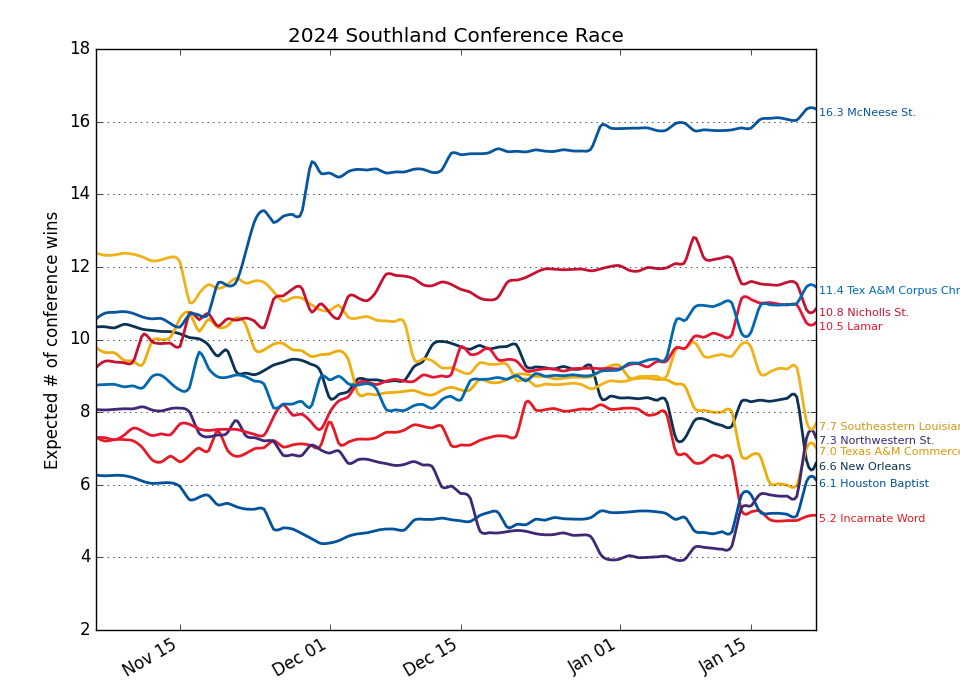 2024 Southland Conference Race
Expected # of conference wins
18
16
14
12
10
8
6
4
2
Nov 15
Dec 01
Dec 15
Jan 01
Jan 15
16.3 McNeese St.
11.4 Tex A&M Corpus Chr
10.8 Nicholls St.
10.5 Lamar
7.7 Southeastern Louisian
7.3 Northwestern St.
7.0 Texas A&M Commerce
6.6 New Orleans
6.1 Houston Baptist
5.2 Incarnate Word